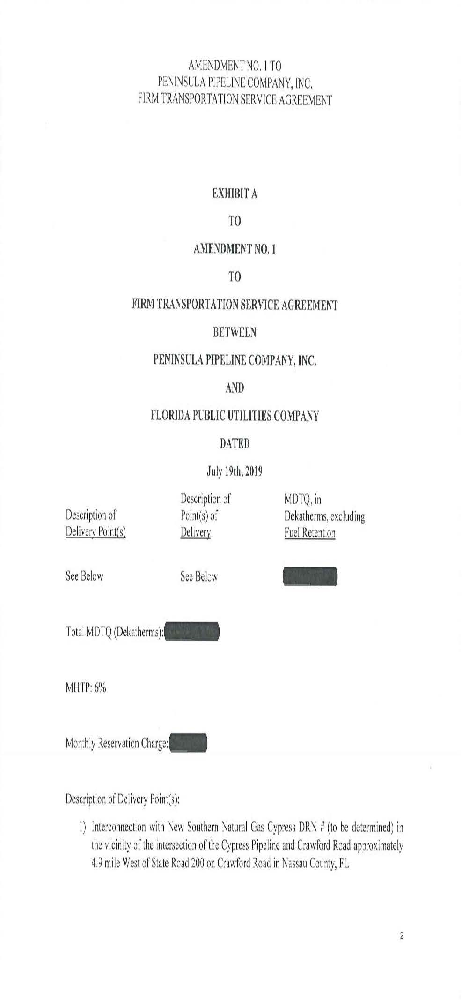 AMENDMENT NO. 1 TO
PENINSULA PIPELINE COMPANY, INC.
FIRM TRANSPORTATION SERVICE AGREEMENT
EXHIBIT A
TO
AMENDMENT NO. 1
TO
FIRM TRANSPORTATION SERVICE AGREEMENT
BETWEEN
PENINSULA PIPELINE COMPANY, INC.
AND
FLORIDA PUBLIC UTILITIES COMPANY
DATED
July 19th, 2019
Description of
Delivery Point(s)
Description of
Point(s) of
Delivery
MDTQ, in
Dekatherms, excluding
Fuel Retention
See Below
See Below
Total MDTQ (Dekatherms):
MHTP: 6%
Monthly Reservation Charge:
Description of Delivery Point(s):
1) Interconnection with New Southern Natural Gas Cypress DRN # (to be determined) in
the vicinity of the intersection of the Cypress Pipeline and Crawford Road approximately
4.9 mile West of State Road 200 on Crawford Road in Nassau County, FL
2